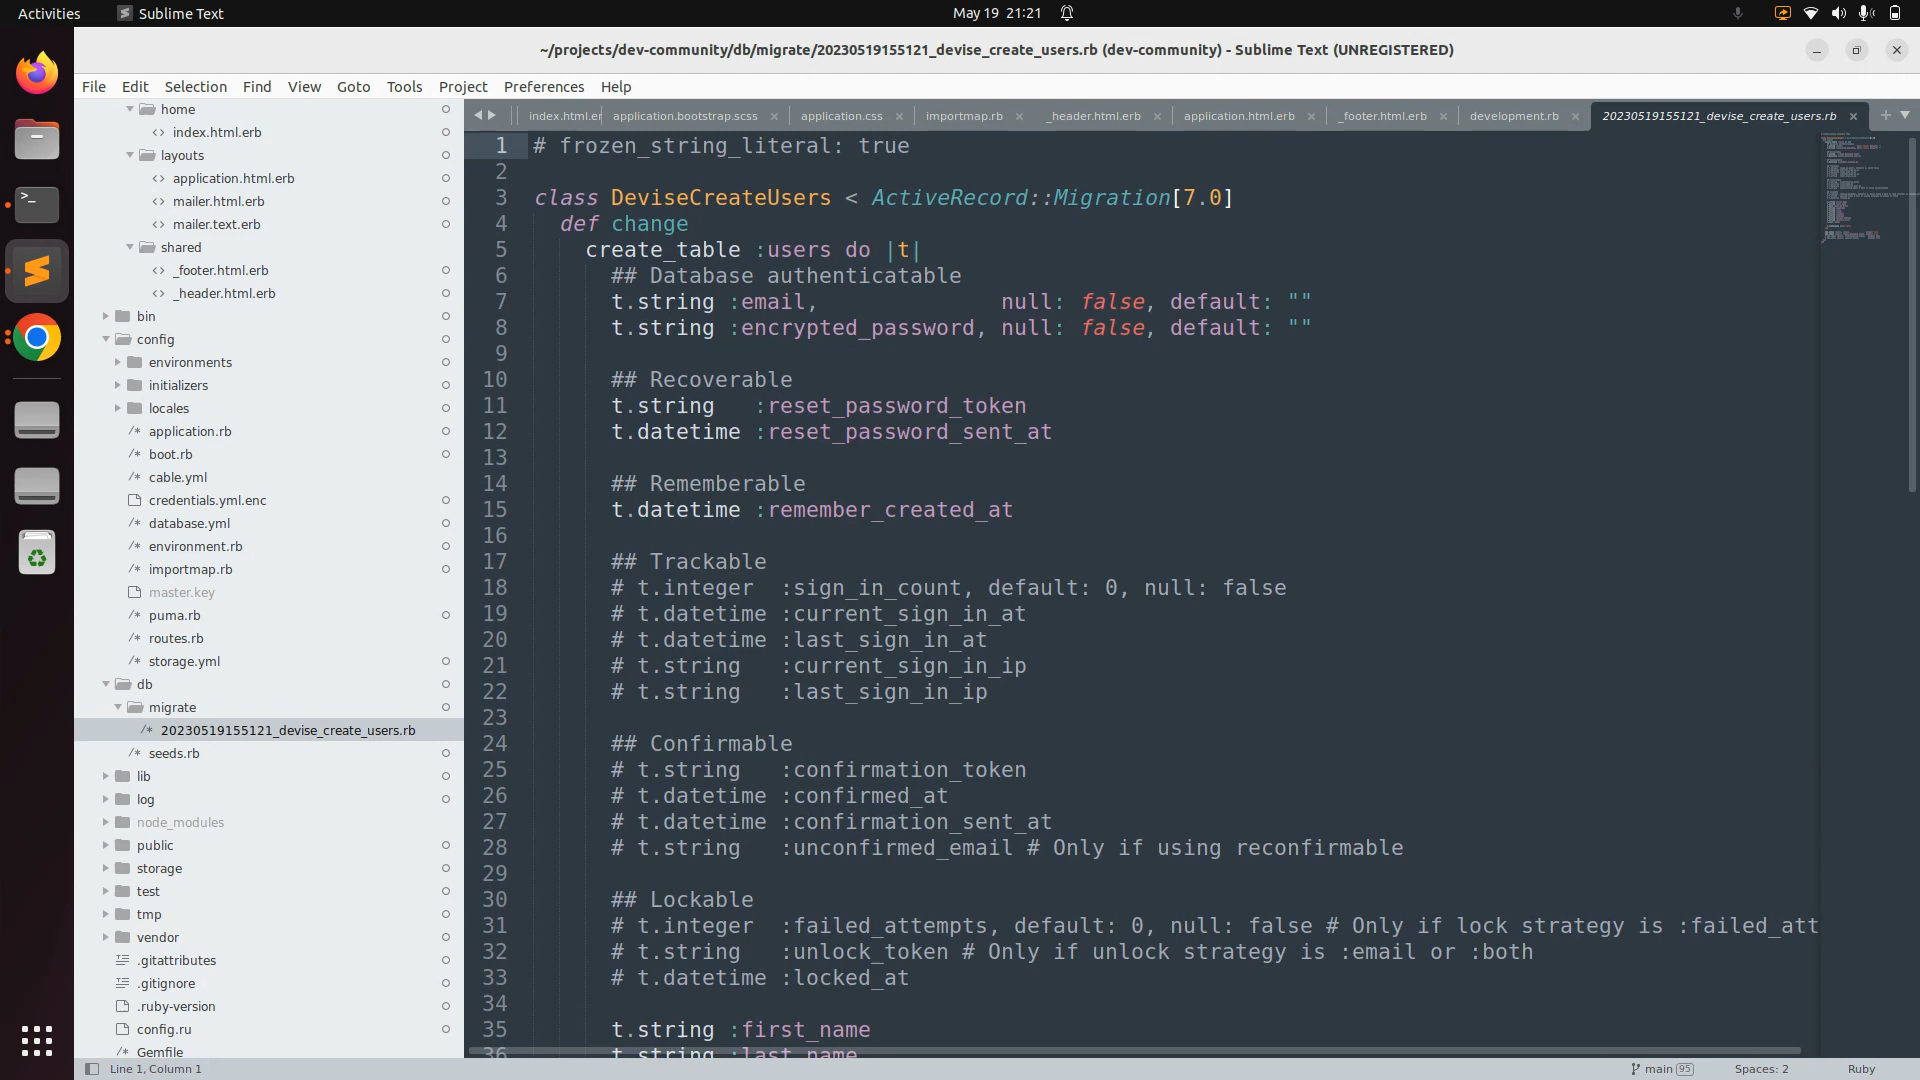 Activities
Sublime Text
May 19 21:21
~/projects/dev-community/db/migrate/20230519155121_devise_create_users.rb (dev-community) - Sublime Text (UNREGISTERED)
File Edit Selection Find View Goto Tools Project Preferences Help
home
index.html.erb
layouts
application.html.erb
mailer.html.erb
mailer.text.erb
shared
_footer.html.erb
_header.html.erb
bin
config
environments
initializers
locales
application.rb
boot.rb
cable.yml
credentials.yml.enc
database.yml
environment.rb
importmap.rb
master.key
puma.rb
routes.rb
storage.yml
db
migrate
20230519155121_devise_create_users.rb
seeds.rb
lib
log
node_modules
public
storage
test
tmp
vendor
.gitattributes
.gitignore
.ruby-version
config.ru
Gemfile
index.html.er application.bootstrap.scss application.css importmap.rb _header.html.erb application.html.erb _footer.html.erb development.rb 20230519155121_devise_create_users.rb
1 # frozen_string_literal: true
2
3 class DeviseCreateUsers < ActiveRecord::Migration[7.0]
4 def change
5 create_table :users do |t|
6 ## Database authenticatable
7 t.string :email,              null: false, default: ""
8 t.string :encrypted_password, null: false, default: ""
9
10 ## Recoverable
11 t.string   :reset_password_token
12 t.datetime :reset_password_sent_at
13
14 ## Rememberable
15 t.datetime :remember_created_at
16
17 ## Trackable
18 # t.integer  :sign_in_count, default: 0, null: false
19 # t.datetime :current_sign_in_at
20 # t.datetime :last_sign_in_at
21 # t.string   :current_sign_in_ip
22 # t.string   :last_sign_in_ip
23
24 ## Confirmable
25 # t.string   :confirmation_token
26 # t.datetime :confirmed_at
27 # t.datetime :confirmation_sent_at
28 # t.string   :unconfirmed_email # Only if using reconfirmable
29
30 ## Lockable
31 # t.integer  :failed_attempts, default: 0, null: false # Only if lock strategy is :failed_att
32 # t.string   :unlock_token # Only if unlock strategy is :email or :both
33 # t.datetime :locked_at
34
35 t.string :first_name
36 t.string :last_name
Line 1, Column 1
main 95
Spaces: 2
Ruby